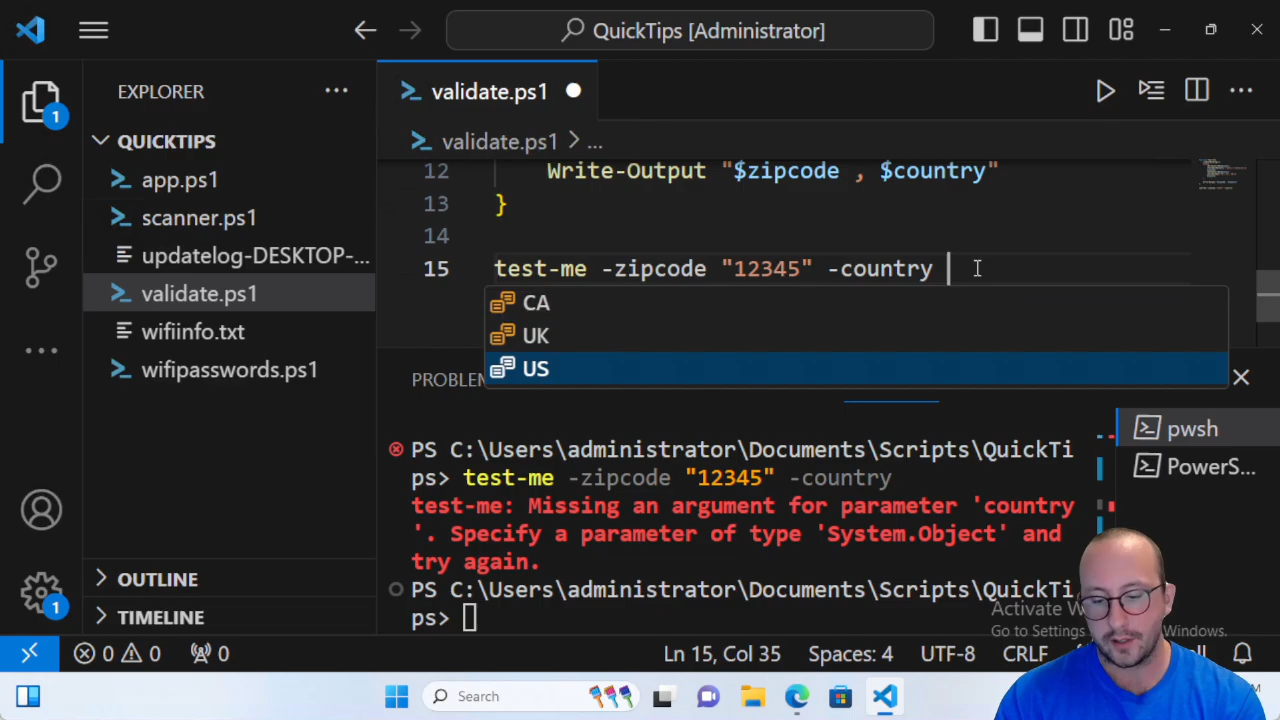 QuickTips [Administrator]
EXPLORER
validate.ps1
1
QUICKTIPS
validate.ps1 > ...
app.ps1
scanner.ps1
updatelog-DESKTOP-...
validate.ps1
wifiinfo.txt
wifipasswords.ps1
12 Write-Output "$zipcode , $country"
13 }
14
15 test-me -zipcode "12345" -country
CA
UK
US
PROBLEM
PS C:\Users\administrator\Documents\Scripts\QuickTi
ps> test-me -zipcode "12345" -country
test-me: Missing an argument for parameter 'country
'. Specify a parameter of type 'System.Object' and
try again.
PS C:\Users\administrator\Documents\Scripts\QuickTi
ps>
pwsh
PowerS...
OUTLINE
TIMELINE
1
Activate W
Go to Settings Windows.
0 0 0
Ln 15, Col 35
Spaces: 4
UTF-8
CRLF
Search